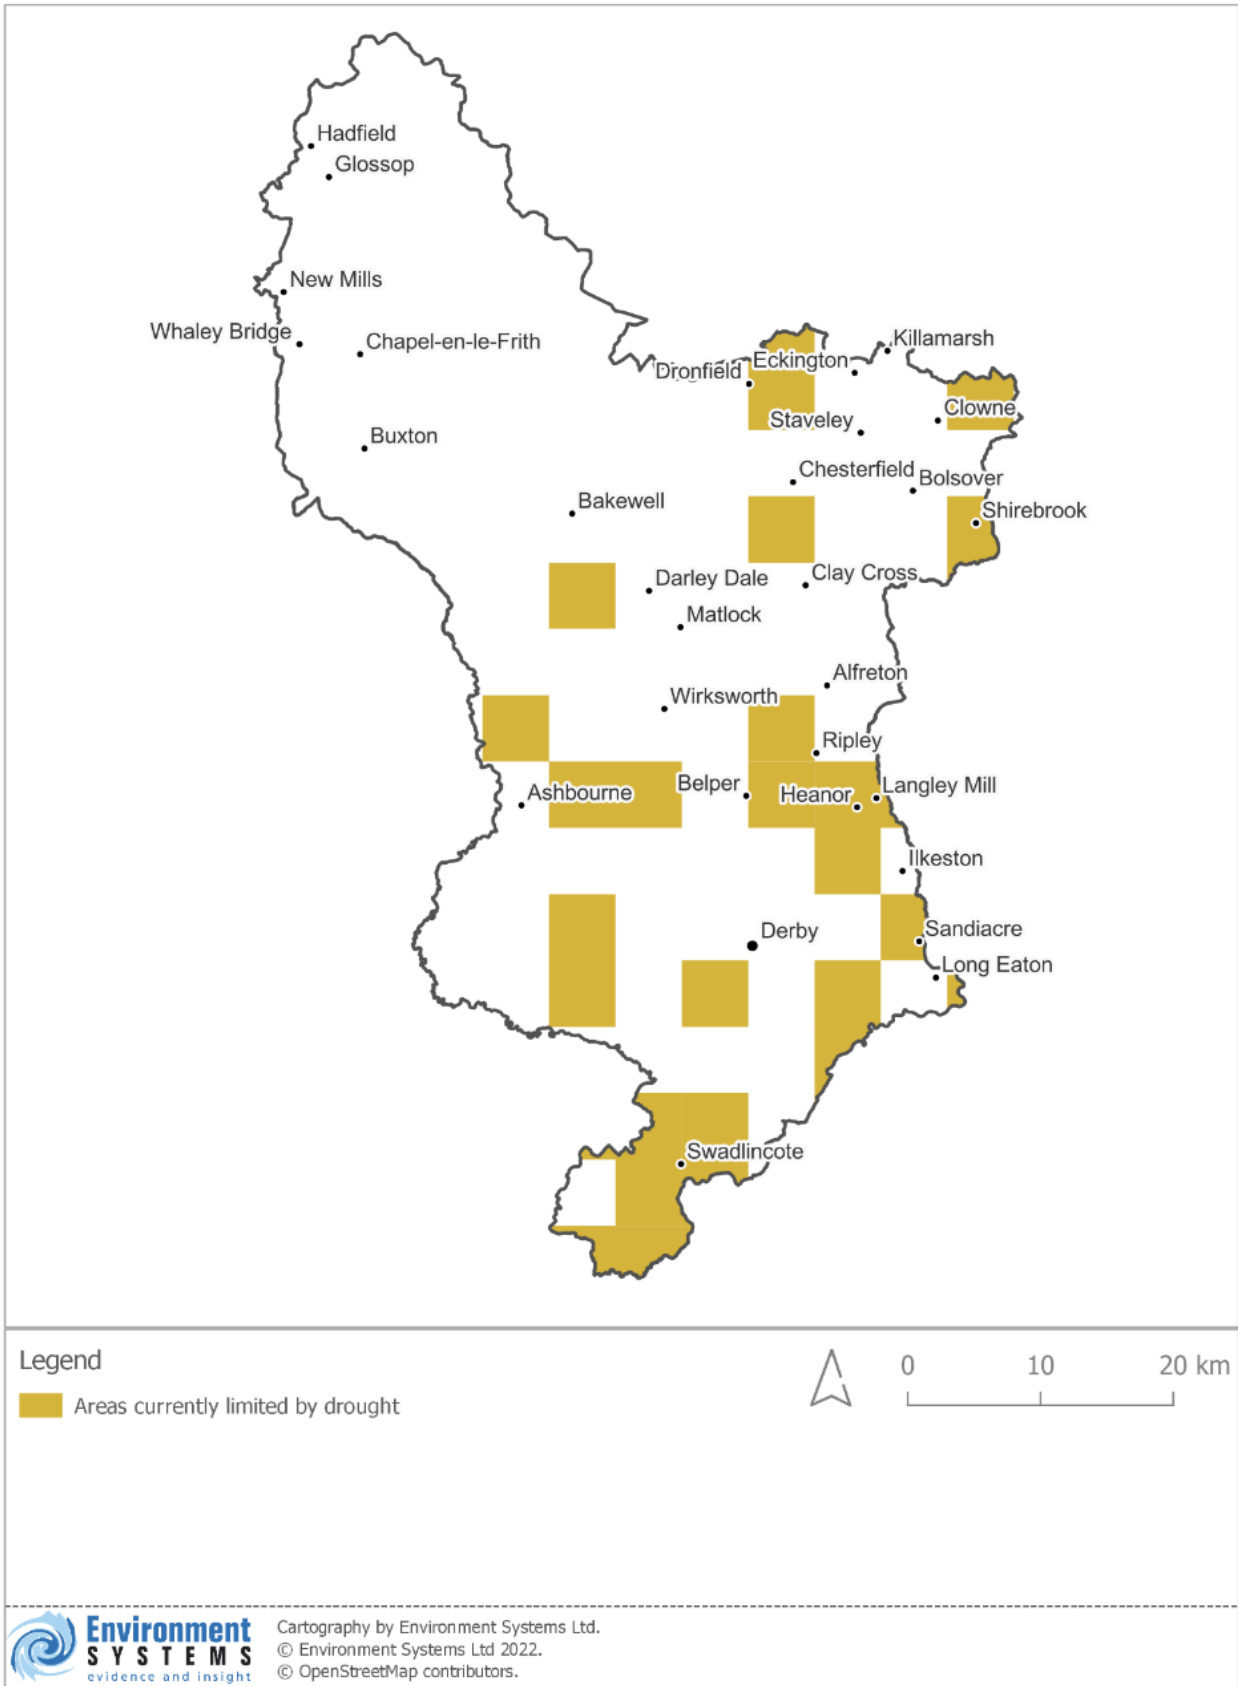 Hadfield
Glossop
New Mills
Whaley Bridge
Chapel-en-le-Frith
Killamarsh
Eckington
Dronfield
Clowne
Staveley
Buxton
Chesterfield
Bolsover
Bakewell
Shirebrook
Darley Dale
Clay Cross
Matlock
Alfreton
Wirksworth
Ripley
Belper
Langley Mill
Ashbourne
Heanor
Ilkeston
Derby
Sandiacre
Long Eaton
Swadlincote
Legend
Areas currently limited by drought
0 10 20 km
Environment
SYSTEMS
evidence and insight
Cartography by Environment Systems Ltd.
© Environment Systems Ltd 2022.
© OpenStreetMap contributors.